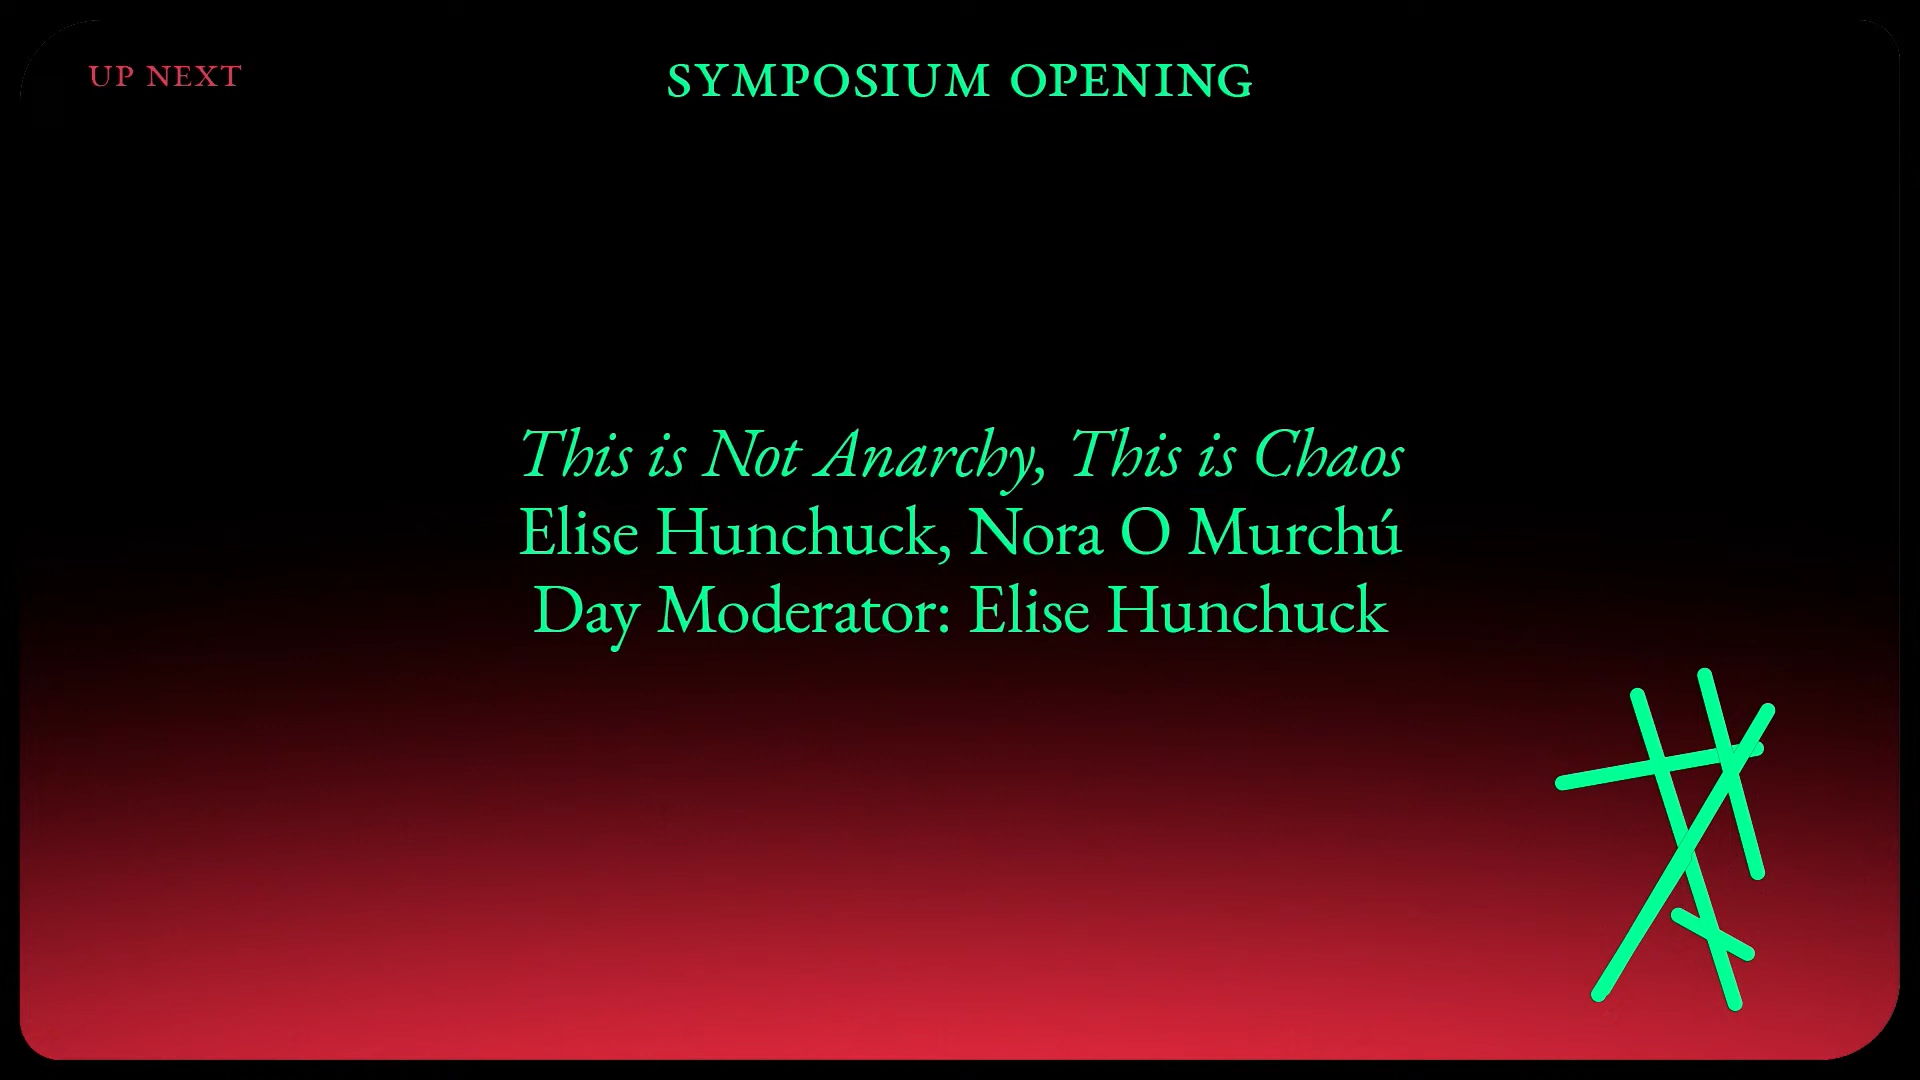 UP NEXT
SYMPOSIUM OPENING
This is Not Anarchy, This is Chaos
Elise Hunchuck, Nora O Murchú
Day Moderator: Elise Hunchuck